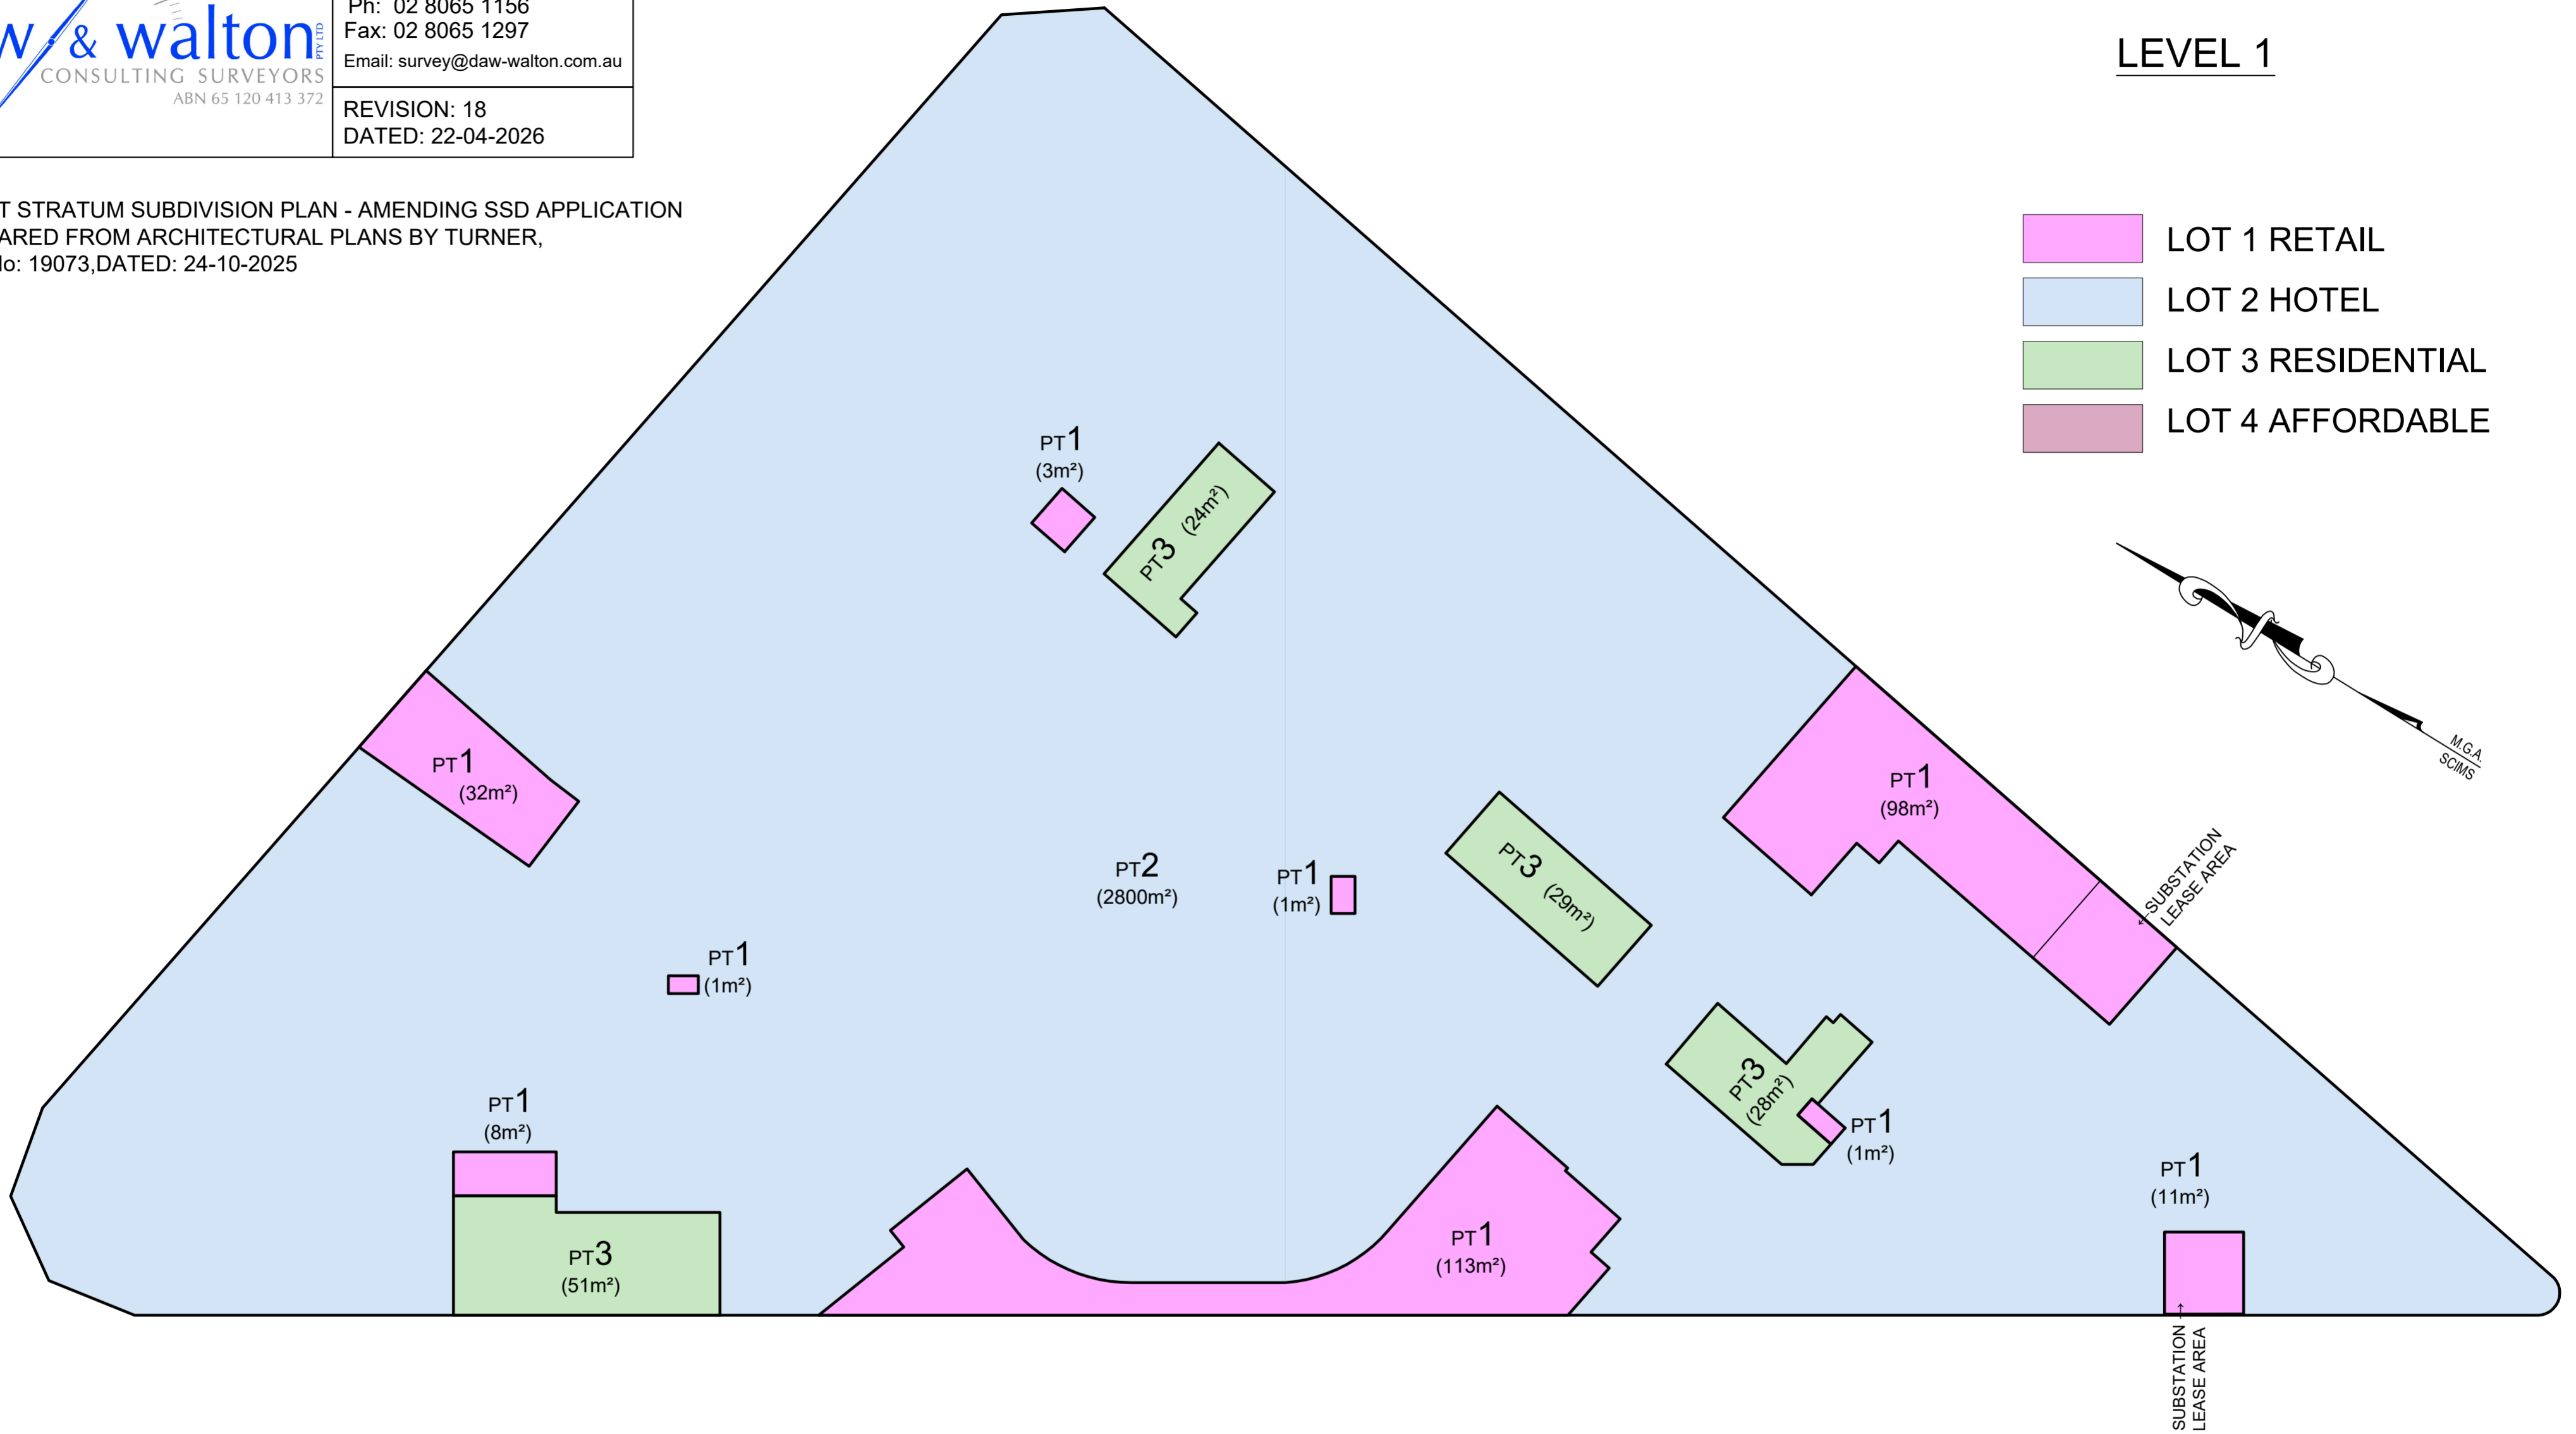 Ph: 02 8065 1156
Fax: 02 8065 1297
Email: survey@daw-walton.com.au
w & walton PTY LTD
CONSULTING SURVEYORS
ABN 65 120 413 372
REVISION: 18
DATED: 22-04-2026
T STRATUM SUBDIVISION PLAN - AMENDING SSD APPLICATION
ARED FROM ARCHITECTURAL PLANS BY TURNER,
No: 19073,DATED: 24-10-2025
LEVEL 1
LOT 1 RETAIL
LOT 2 HOTEL
LOT 3 RESIDENTIAL
LOT 4 AFFORDABLE
M.G.A.
SCIMS
PT1
(3m²)
PT3 (24m²)
PT1
(32m²)
PT1
(98m²)
SUBSTATION
LEASE AREA
PT2
(2800m²)
PT1
(1m²)
PT3 (29m²)
PT1
(1m²)
PT3
(28m²)
PT1
(1m²)
PT1
(8m²)
PT3
(51m²)
PT1
(113m²)
PT1
(11m²)
SUBSTATION
LEASE AREA